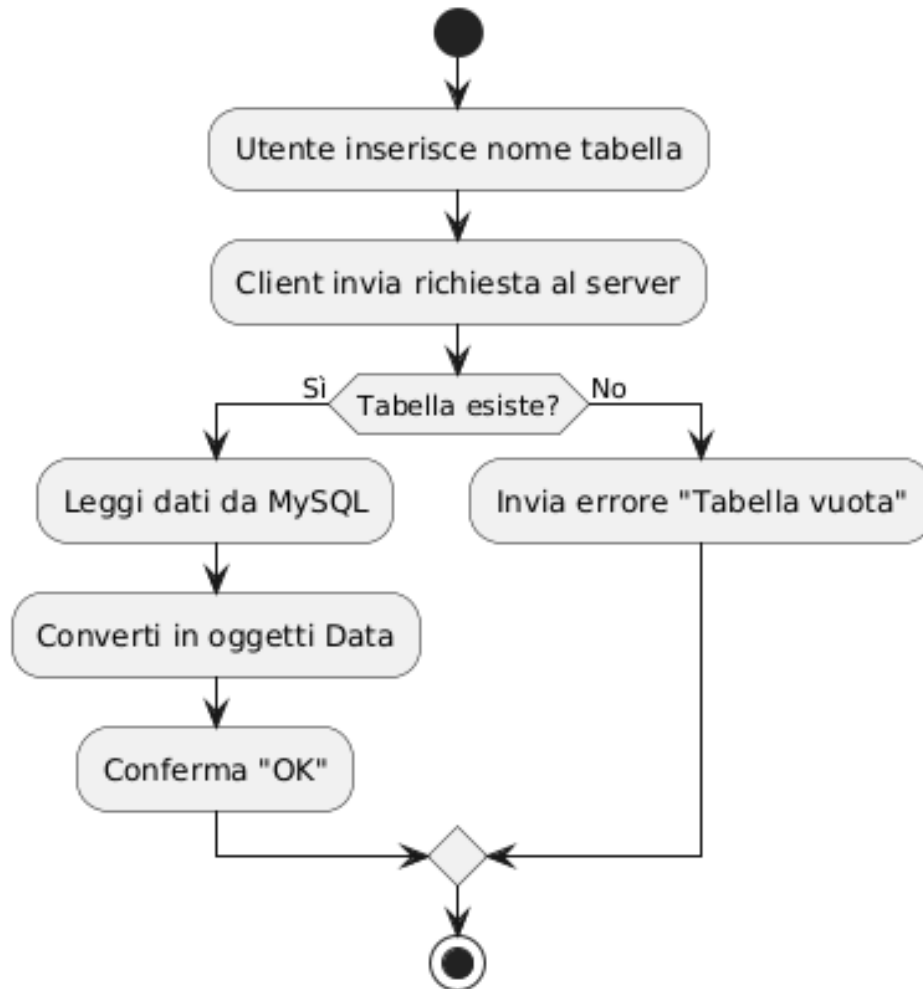 Utente inserisce nome tabella
Client invia richiesta al server
Sì
Tabella esiste?
No
Leggi dati da MySQL
Invia errore "Tabella vuota"
Converti in oggetti Data
Conferma "OK"